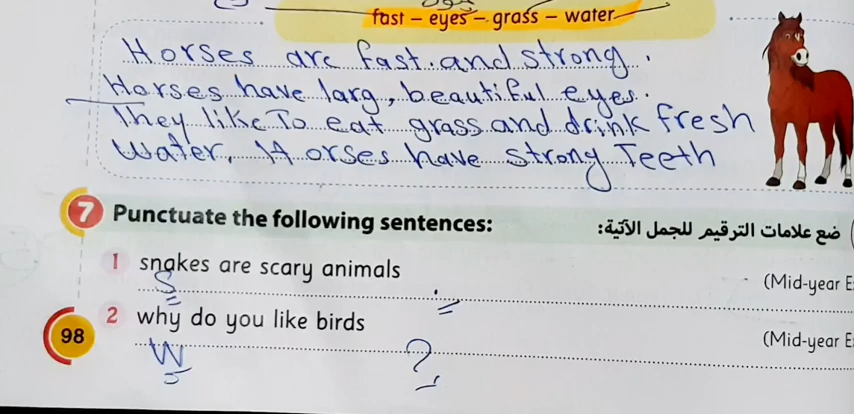 fast – eyes – grass – water
Horses are fast. and strong.
Horses have larg, beautiful eyes.
They like To eat grass and drink fresh
water. Horses have strong Teeth
7 Punctuate the following sentences:
ضع علامات الترقيم للجمل الآتية:
1 snakes are scary animals
(Mid-year E
S .
2 why do you like birds
(Mid-year E
W ?
98